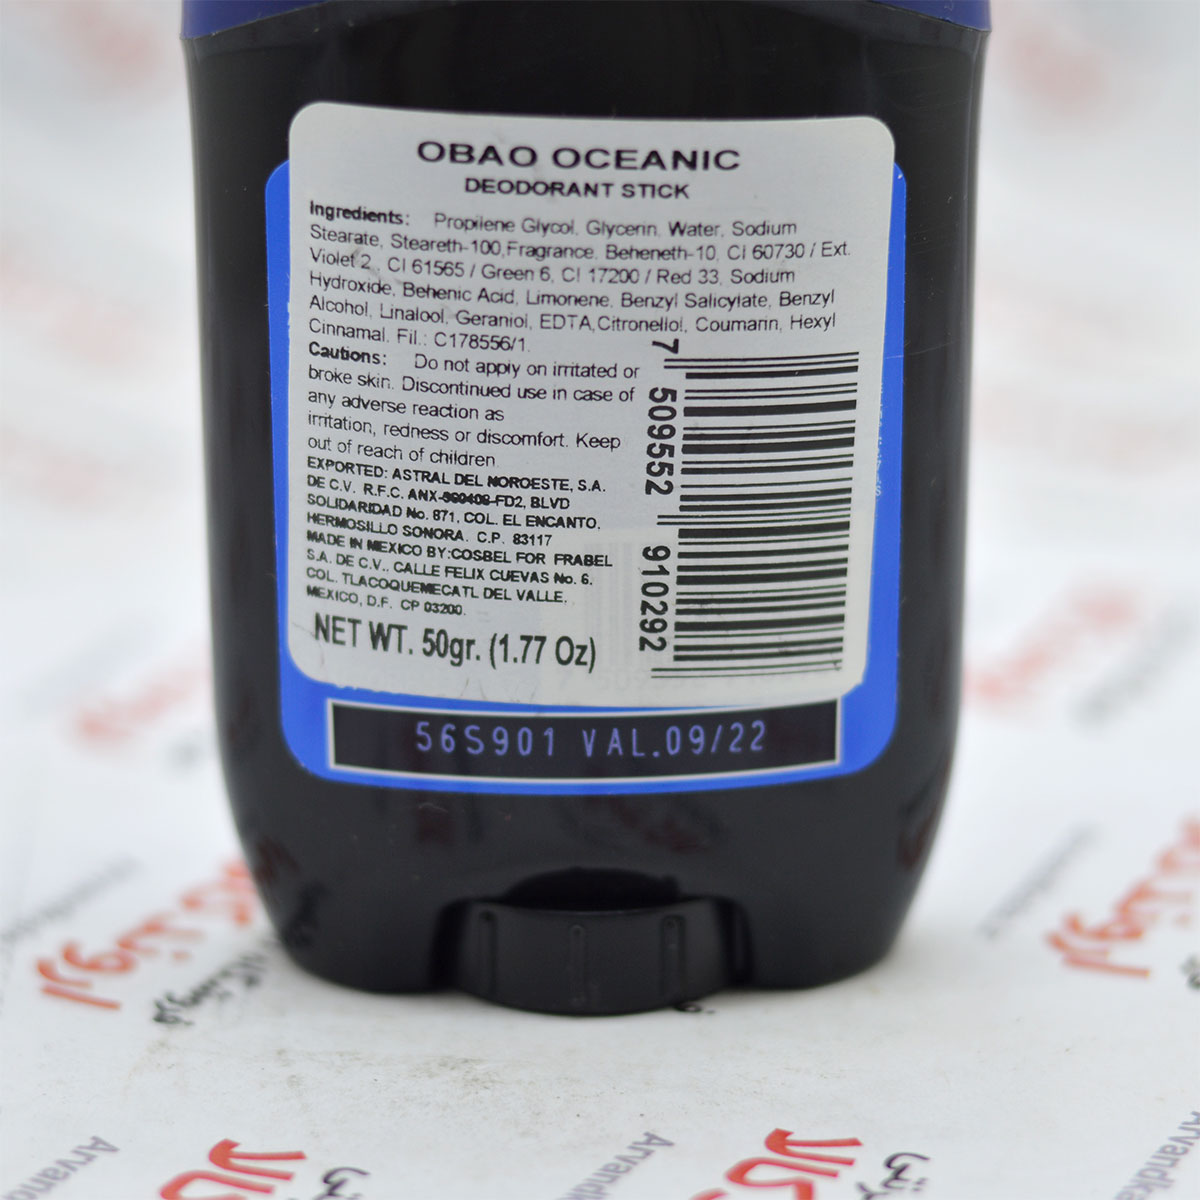 OBAO OCEANIC
DEODORANT STICK
Ingredients: Propilene Glycol, Glycerin, Water, Sodium
Stearate, Steareth-100,Fragrance, Beheneth-10, CI 60730 / Ext.
Violet 2 , CI 61565 / Green 6, CI 17200 / Red 33, Sodium
Hydroxide, Behenic Acid, Limonene, Benzyl Salicylate, Benzyl
Alcohol, Linalool, Geraniol, EDTA,Citronellol, Coumarin, Hexyl
Cinnamal. Fil.: C178556/1.
Cautions: Do not apply on irritated or
broke skin. Discontinued use in case of
any adverse reaction as
irritation, redness or discomfort. Keep
out of reach of children
EXPORTED: ASTRAL DEL NOROESTE, S.A.
DE C.V. R.F.C. ANX-990408-FD2, BLVD
SOLIDARIDAD No. 871, COL. EL ENCANTO,
HERMOSILLO SONORA. C.P. 83117
MADE IN MEXICO BY:COSBEL FOR FRABEL
S.A. DE C.V.. CALLE FELIX CUEVAS No. 6.
COL. TLACOQUEMECATL DEL VALLE,
MEXICO, D.F. CP 03200.
NET WT. 50gr. (1.77 Oz)
7 509552 910292
56S901 VAL.09/22